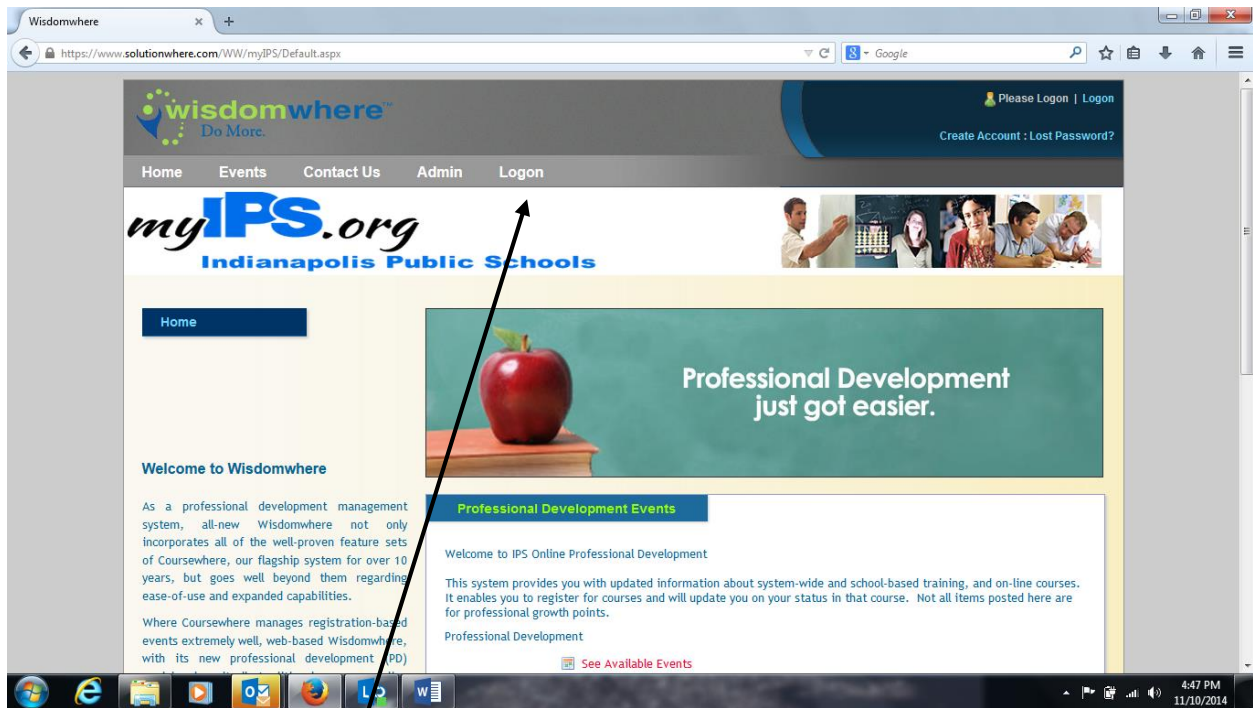 Wisdomwhere
https://www.solutionwhere.com/WW/myIPS/Default.aspx
Google
wisdomwhere™
Do More.
Please Logon | Logon
Create Account : Lost Password?
Home Events Contact Us Admin Logon
myIPS.org
Indianapolis Public Schools
Home
Professional Development
just got easier.
Welcome to Wisdomwhere
As a professional development management
system, all-new Wisdomwhere not only
incorporates all of the well-proven feature sets
of Coursewhere, our flagship system for over 10
years, but goes well beyond them regarding
ease-of-use and expanded capabilities.
Where Coursewhere manages registration-based
events extremely well, web-based Wisdomwhere,
with its new professional development (PD)
Professional Development Events
Welcome to IPS Online Professional Development
This system provides you with updated information about system-wide and school-based training, and on-line courses.
It enables you to register for courses and will update you on your status in that course. Not all items posted here are
for professional growth points.
Professional Development
See Available Events
4:47 PM
11/10/2014